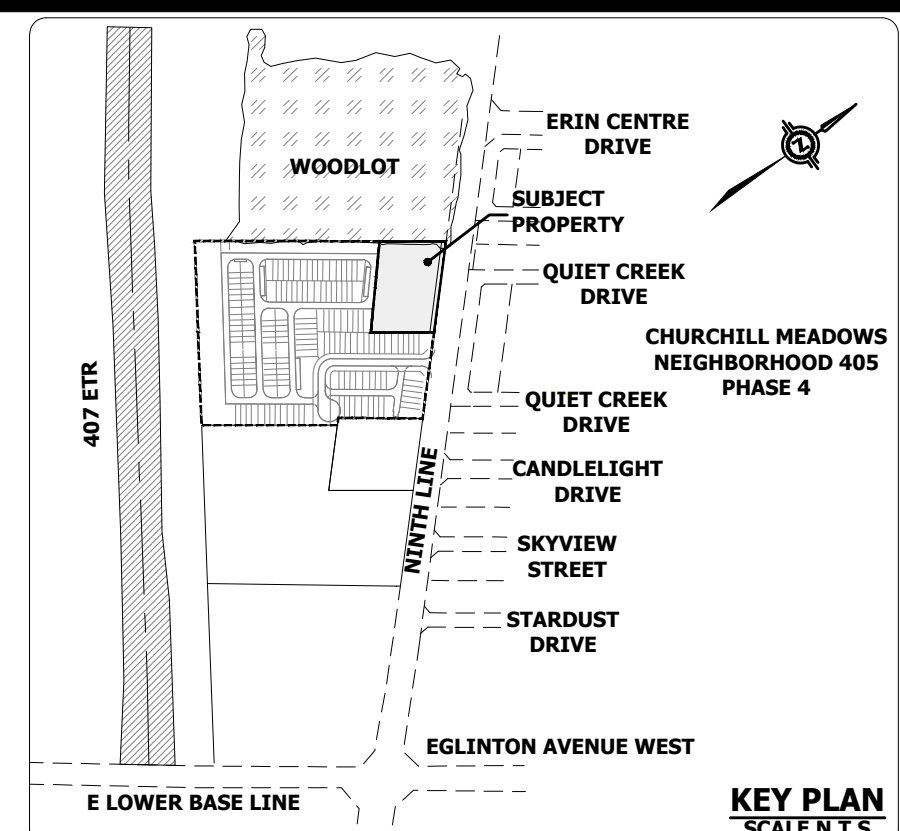 ERIN CENTRE
DRIVE
WOODLOT
SUBJECT
PROPERTY
QUIET CREEK
DRIVE
CHURCHILL MEADOWS
NEIGHBORHOOD 405
PHASE 4
407 ETR
QUIET CREEK
DRIVE
NINTH LINE
CANDLELIGHT
DRIVE
SKYVIEW
STREET
STARDUST
DRIVE
EGLINTON AVENUE WEST
E LOWER BASE LINE
KEY PLAN
SCALE N.T.S.